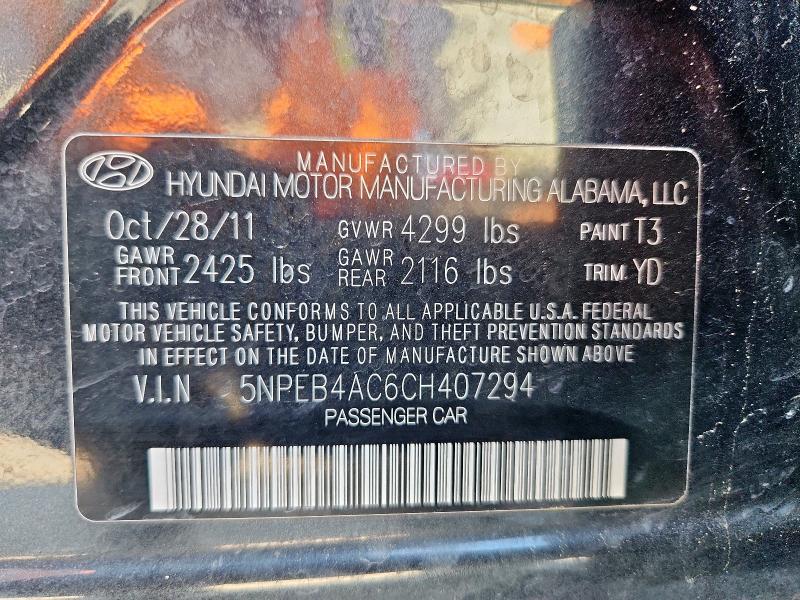 MANUFACTURED BY
HYUNDAI MOTOR MANUFACTURING ALABAMA, LLC
Oct/28/11 GVWR 4299 lbs PAINT T3
GAWR FRONT 2425 lbs GAWR REAR 2116 lbs TRIM YD
THIS VEHICLE CONFORMS TO ALL APPLICABLE U.S.A. FEDERAL
MOTOR VEHICLE SAFETY, BUMPER, AND THEFT PREVENTION STANDARDS
IN EFFECT ON THE DATE OF MANUFACTURE SHOWN ABOVE
V.I.N 5NPEB4AC6CH407294
PASSENGER CAR